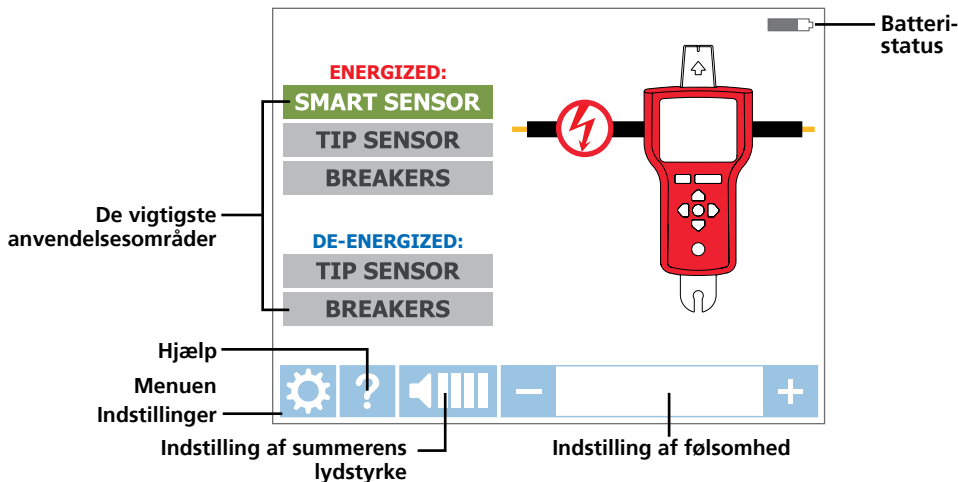 Batteri-
status
ENERGIZED:
SMART SENSOR
TIP SENSOR
BREAKERS
De vigtigste
anvendelsesområder
DE-ENERGIZED:
TIP SENSOR
BREAKERS
Hjælp
Menuen
Indstillinger
?
Indstilling af summerens
lydstyrke
Indstilling af følsomhed